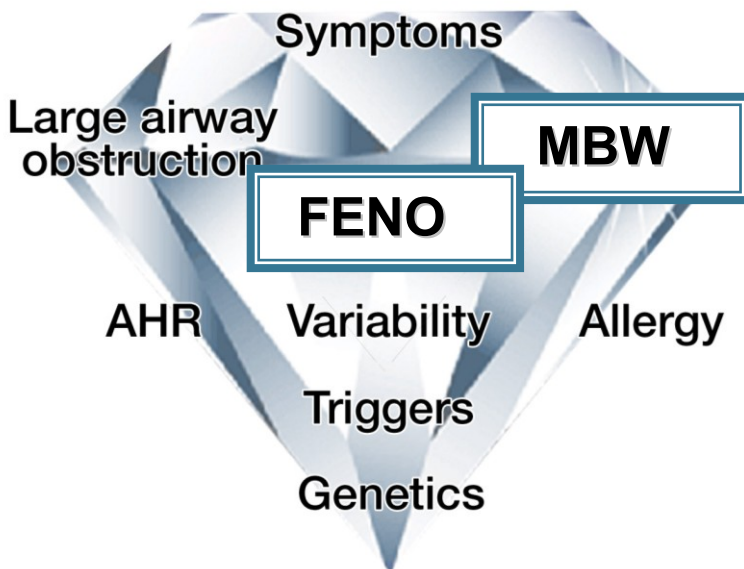 Symptoms
Large airway
obstruction
MBW
FENO
AHR Variability Allergy
Triggers
Genetics